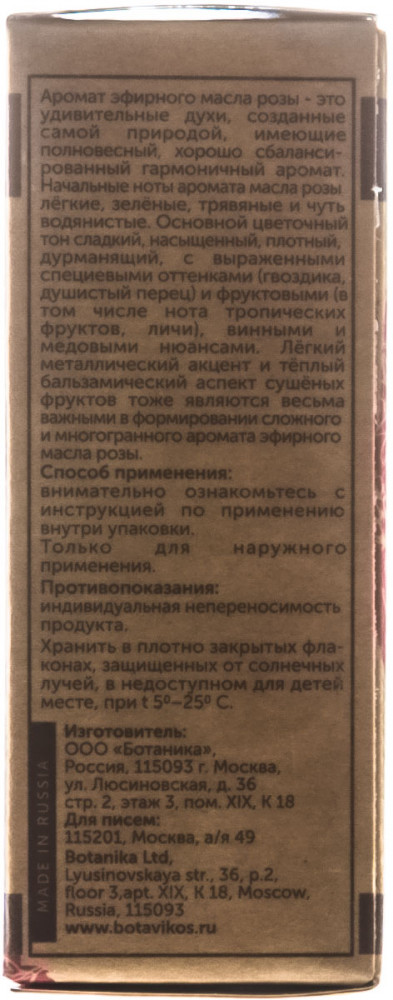 Аромат эфирного масла розы - это
удивительные духи, созданные
самой природой, имеющие
полновесный, хорошо сбаланси-
рованный гармоничный аромат.
Начальные ноты аромата масла розы
лёгкие, зелёные, травяные и чуть
водянистые. Основной цветочный
тон сладкий, насыщенный, плотный,
дурманящий, с выраженными
специевыми оттенками (гвоздика,
душистый перец) и фруктовыми (в
том числе нота тропических
фруктов, личи), винными и
медовыми нюансами. Лёгкий
металлический акцент и тёплый
бальзамический аспект сушёных
фруктов тоже являются весьма
важными в формировании сложного
и многогранного аромата эфирного
масла розы.
Способ применения:
внимательно ознакомьтесь с
инструкцией по применению
внутри упаковки.
Только для наружного
применения.
Противопоказания:
индивидуальная непереносимость
продукта.
Хранить в плотно закрытых фла-
конах, защищенных от солнечных
лучей, в недоступном для детей
месте, при t 5º–25º С.
MADE IN RUSSIA
Изготовитель:
ООО «Ботаника»,
Россия, 115093 г. Москва,
ул. Люсиновская, д. 36
стр. 2, этаж 3, пом. XIX, К 18
Для писем:
115201, Москва, а/я 49
Botanika Ltd,
Lyusinovskaya str., 36, p.2,
floor 3,apt. XIX, K 18, Moscow,
Russia, 115093
www.botavikos.ru